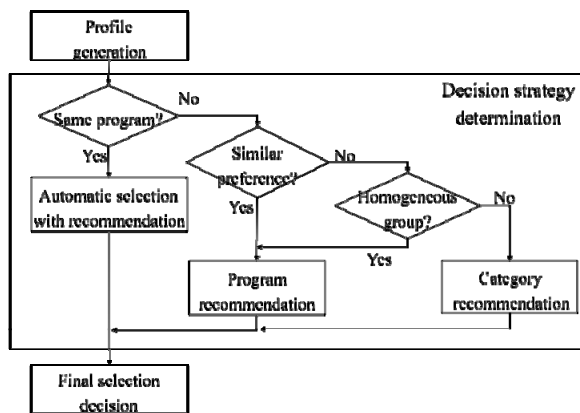 Profile
generation
Decision strategy
determination
No
Same program?
Yes
Similar
preference?
No
Yes
Automatic selection
with recommendation
Homogeneous
group?
No
Yes
Program
recommendation
Category
recommendation
Final selection
decision